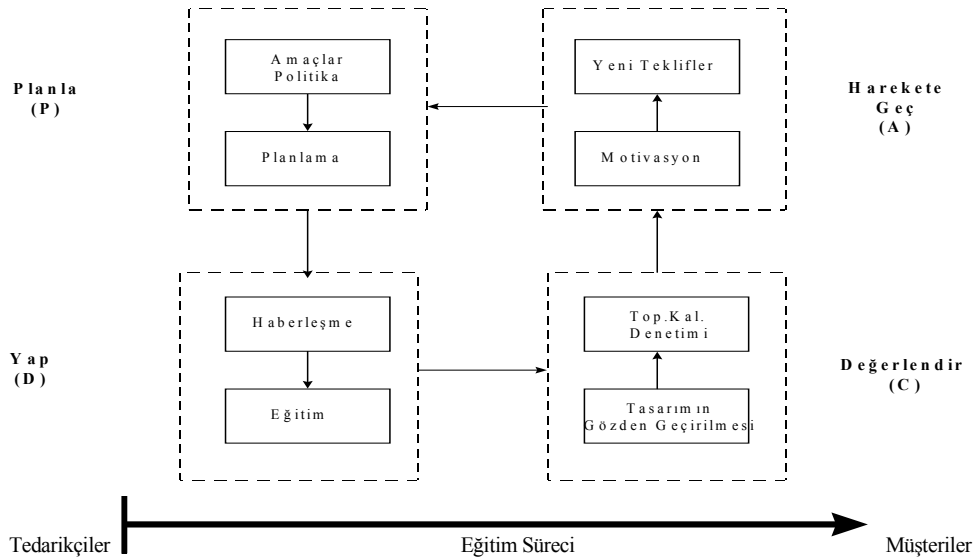 Planla
(P)
Amaçlar
Politika
Planlama
Yeni Teklifler
Motivasyon
Harekete
Geç
(A)
Yap
(D)
Haberleşme
Eğitim
Top.Kal.
Denetimi
Tasarımın
Gözden Geçirilmesi
Değerlendir
(C)
Tedarikçiler
Eğitim Süreci
Müşteriler